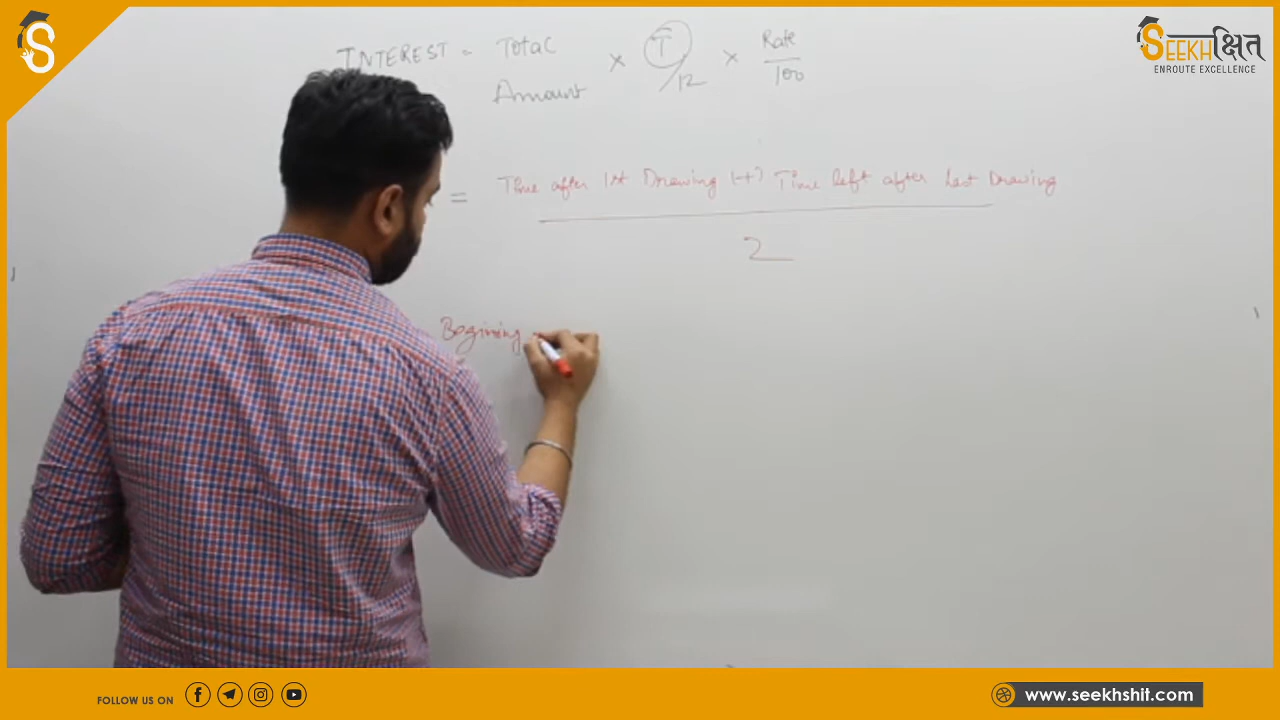 S
SEEKHक्षित
ENROUTE EXCELLENCE
INTEREST = Total Amount × T/12 × Rate/100
= Time after 1st Drawing (+) Time left after Last Drawing
2
Begining
FOLLOW US ON
www.seekhshit.com